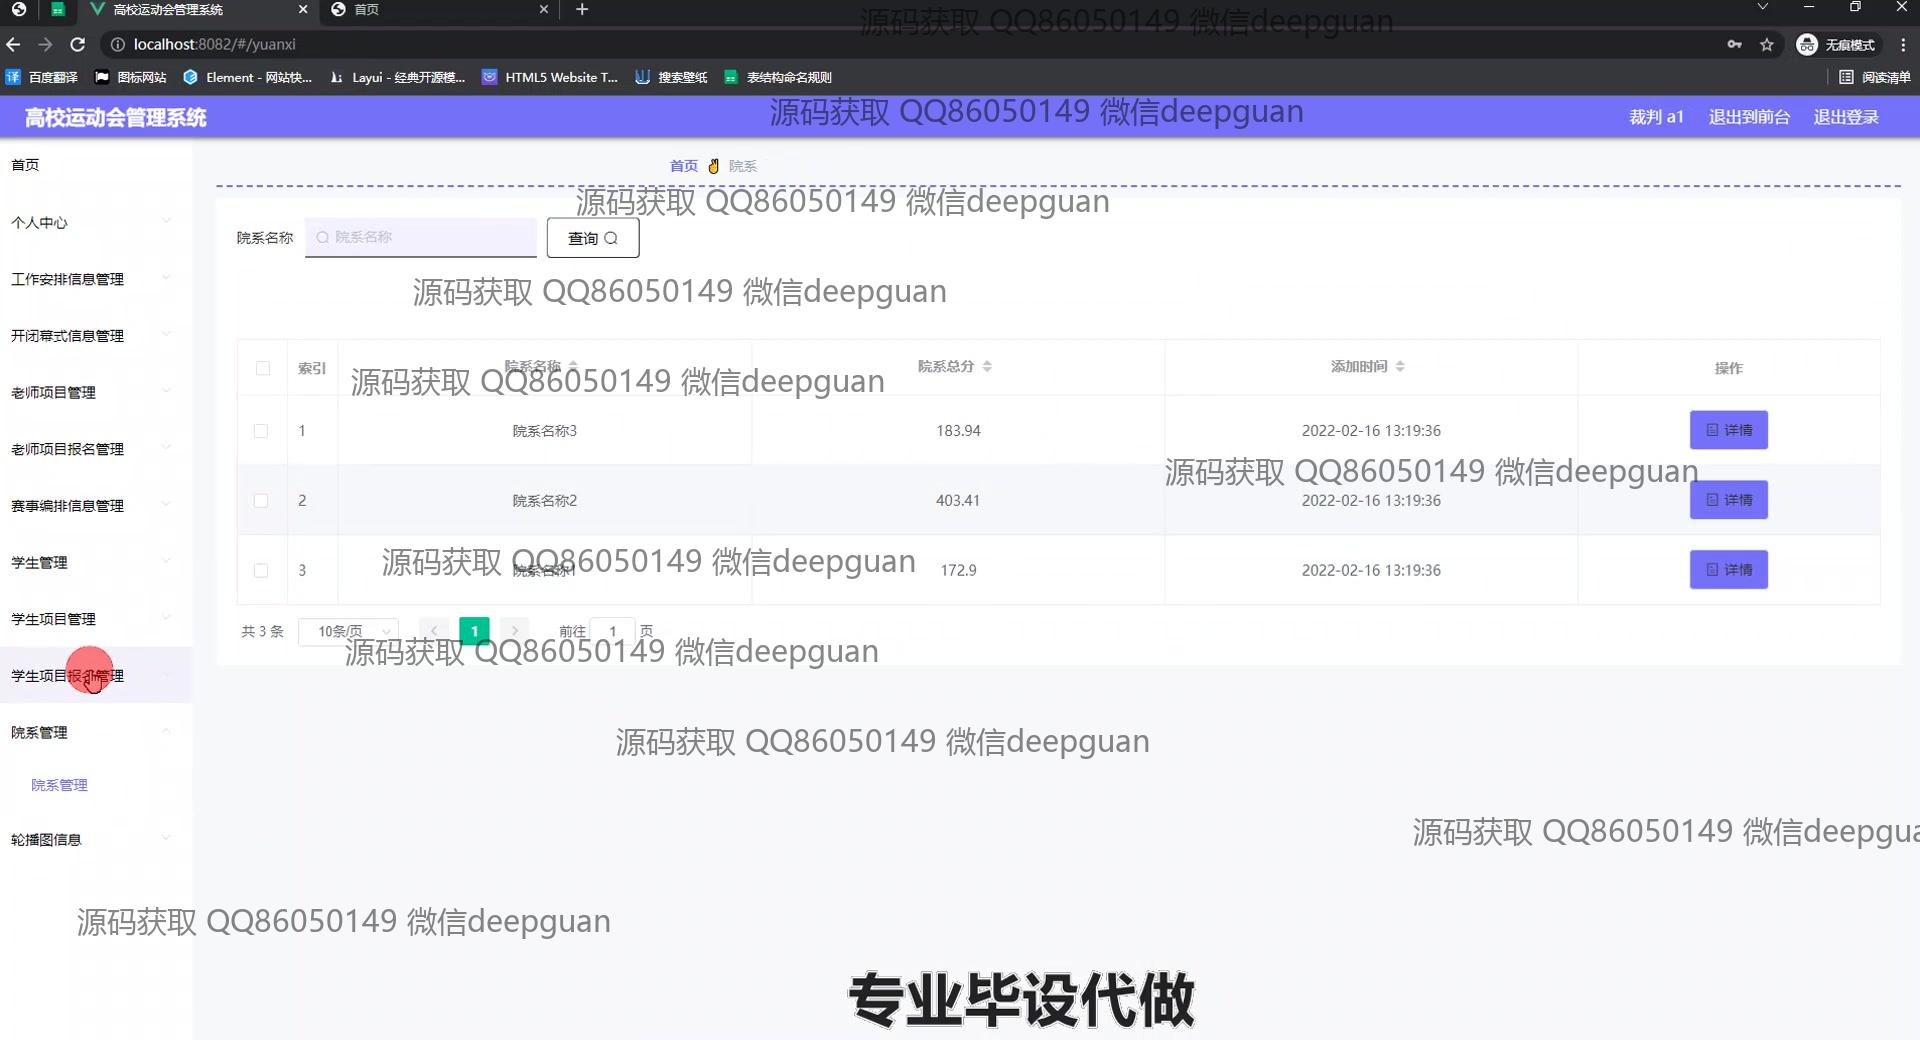 高校运动会管理系统
首页
localhost:8082/#/yuanxi
无痕模式
百度翻译
图标网站
Element - 网站快...
Layui - 经典开源模...
HTML5 Website T...
搜索壁纸
表结构命名规则
阅读清单
源码获取 QQ86050149 微信deepguan
高校运动会管理系统
源码获取 QQ86050149 微信deepguan
裁判 a1
退出到前台
退出登录
首页
个人中心
工作安排信息管理
开闭幕式信息管理
老师项目管理
老师项目报名管理
赛事编排信息管理
学生管理
学生项目管理
学生项目报名管理
院系管理
院系管理
轮播图信息
首页
院系
源码获取 QQ86050149 微信deepguan
院系名称
院系名称
查询
源码获取 QQ86050149 微信deepguan
索引
院系名称
院系总分
添加时间
操作
源码获取 QQ86050149 微信deepguan
1
院系名称3
183.94
2022-02-16 13:19:36
详情
源码获取 QQ86050149 微信deepguan
2
院系名称2
403.41
2022-02-16 13:19:36
详情
源码获取 QQ86050149 微信deepguan
3
院系名称1
172.9
2022-02-16 13:19:36
详情
共 3 条
10条/页
1
前往
1
页
源码获取 QQ86050149 微信deepguan
源码获取 QQ86050149 微信deepguan
源码获取 QQ86050149 微信deepgua
源码获取 QQ86050149 微信deepguan
专业毕设代做